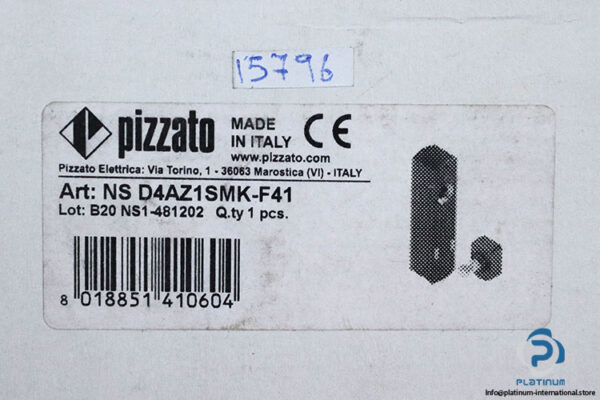 15796
pizzato
MADE
IN ITALY CE
www.pizzato.com
Pizzato Elettrica: Via Torino, 1 - 36063 Marostica (VI) - ITALY
Art: NS D4AZ1SMK-F41
Lot: B20 NS1-481202 Q.ty 1 pcs.
8 018851 410604
PLATINUM
Info@platinum-international.store